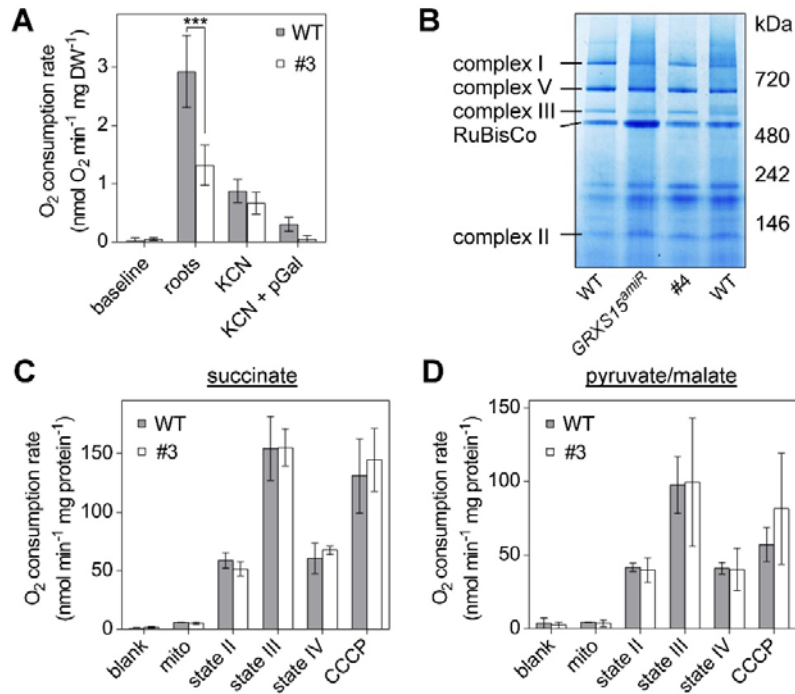 A
O2 consumption rate
(nmol O2 min-1 mg DW-1)
3
2
1
0
***
WT
#3
baseline
roots
KCN
KCN + pGal
B
kDa
complex I
complex V
complex III
RuBisCo
complex II
720
480
242
146
WT
GRXS15amiR
#4
WT
C
succinate
O2 consumption rate
(nmol min-1 mg protein-1)
150
100
50
0
WT
#3
blank
mito
state II
state III
state IV
CCCP
D
pyruvate/malate
O2 consumption rate
(nmol min-1 mg protein-1)
150
100
50
0
WT
#3
blank
mito
state II
state III
state IV
CCCP